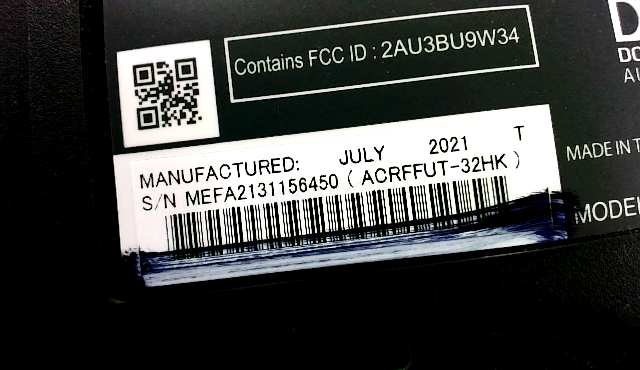 Contains FCC ID : 2AU3BU9W34
MANUFACTURED: JULY 2021 T
S/N MEFA2131156450 ( ACRFFUT-32HK )
MADE IN T
MODEL